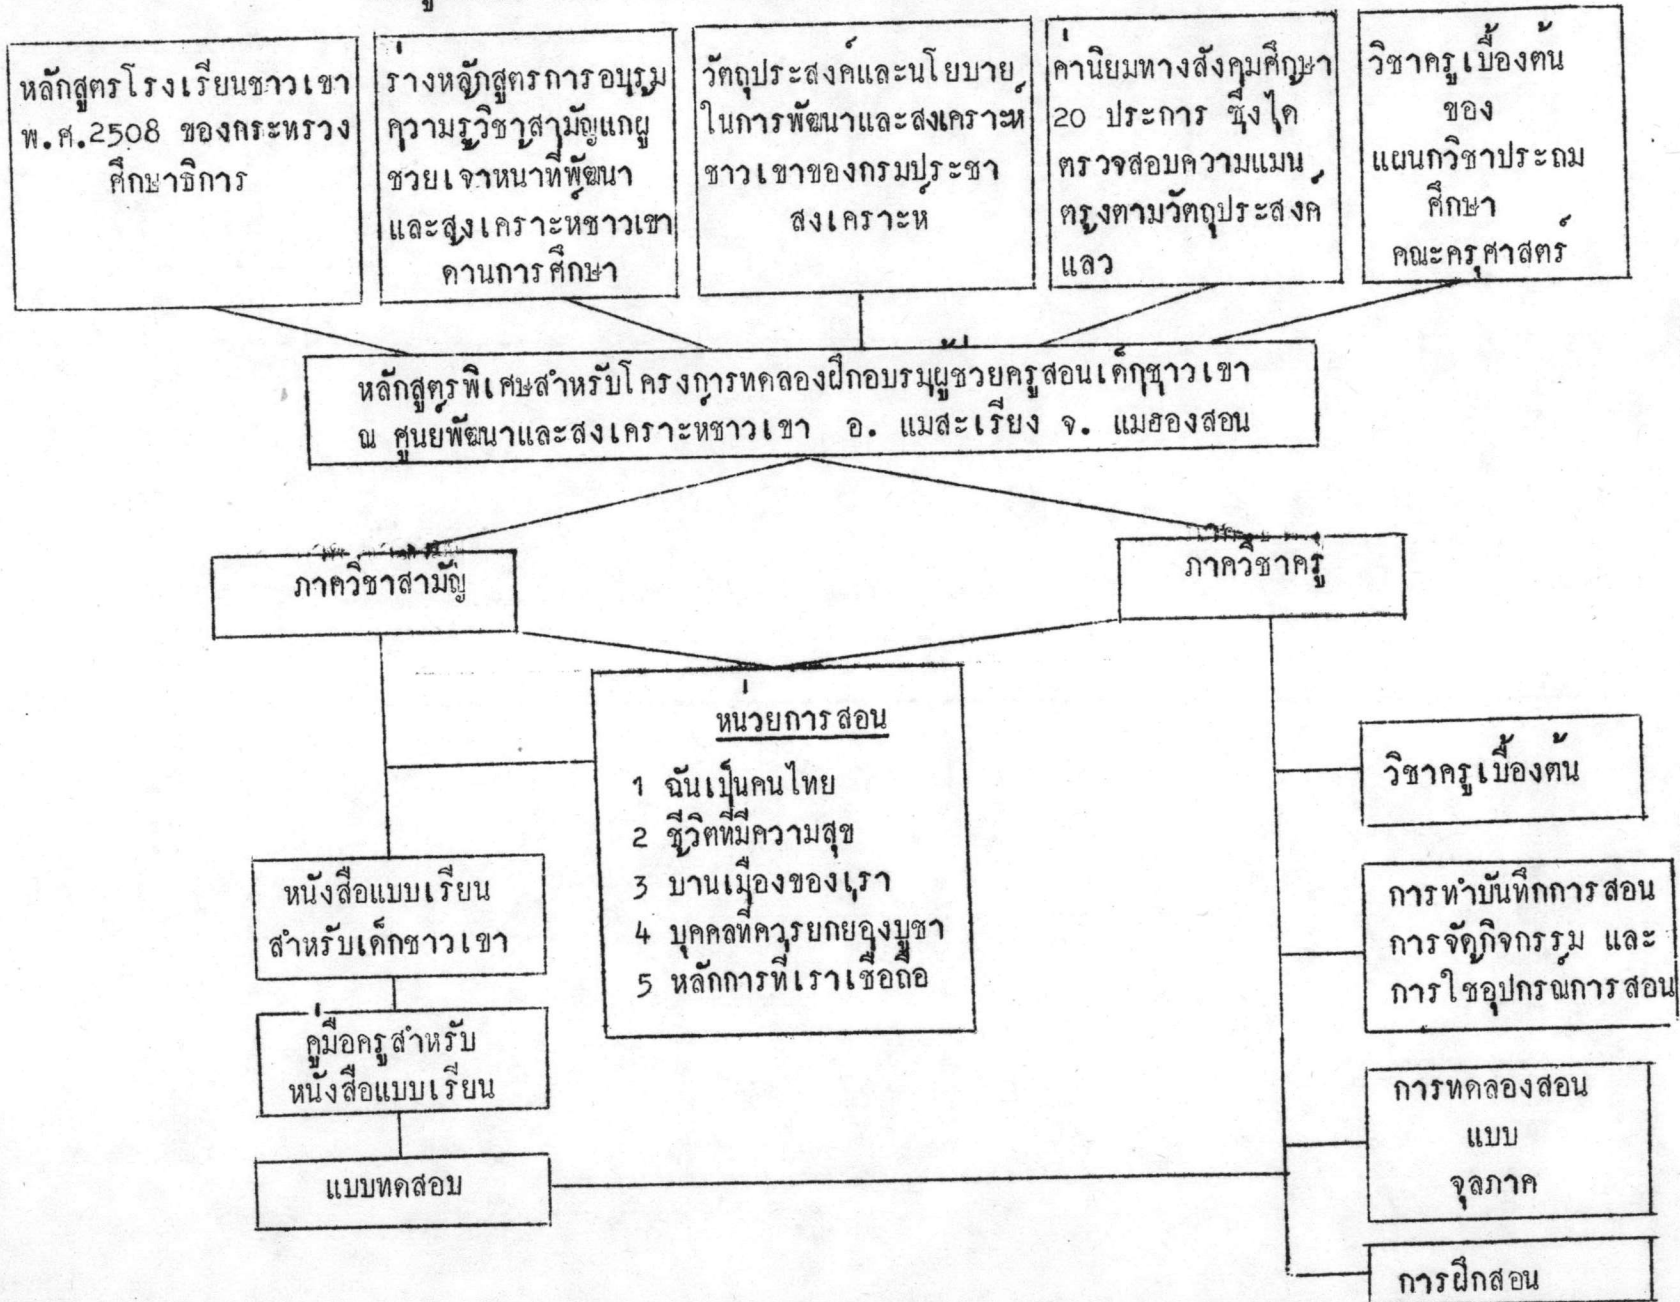 หลักสูตรโรงเรียนชาวเขา
พ.ศ.2508 ของกระทรวง
ศึกษาธิการ
ร่างหลักสูตรการอบรม
ความรู้วิชาสามัญแกผู
ชวยเจ้าหน้าที่พัฒนา
และสงเคราะห์ชาวเขา
ด้านการศึกษา
วัตถุประสงค์และนโยบาย
ในการพัฒนาและสงเคราะห์
ชาวเขาของกรมประชา
สงเคราะห
ค่านิยมทางสังคมศึกษา
20 ประการ ซึ่งได
ตรวจสอบความแมน
ตรงตามวัตถุประสงค์
แลว
วิชาครูเบื้องต้น
ของ
แผนกวิชาประถม
ศึกษา
คณะครุศาสตร์
หลักสูตรพิเศษสำหรับโครงการทดลองฝึกอบรมผู้ชวยครูสอนเด็กชาวเขา
ณ ศูนย์พัฒนาและสงเคราะห์ชาวเขา อ. แมสะเรียง จ. แมฮองสอน
ภาควิชาสามัญ
ภาควิชาครู
หน่วยการสอน
1 ฉันเป็นคนไทย
2 ชีวิตที่มีความสุข
3 บานเมืองของเรา
4 บุคคลที่ควรยกยองบูชา
5 หลักการที่เราเชื่อถือ
วิชาครูเบื้องต้น
หนังสือแบบเรียน
สำหรับเด็กชาวเขา
การทำบันทึกการสอน
การจัดกิจกรรม และ
การใชอุปกรณ์การสอน
คู่มือครูสำหรับ
หนังสือแบบเรียน
การทดลองสอน
แบบ
จุลภาค
แบบทดสอบ
การฝึกสอน